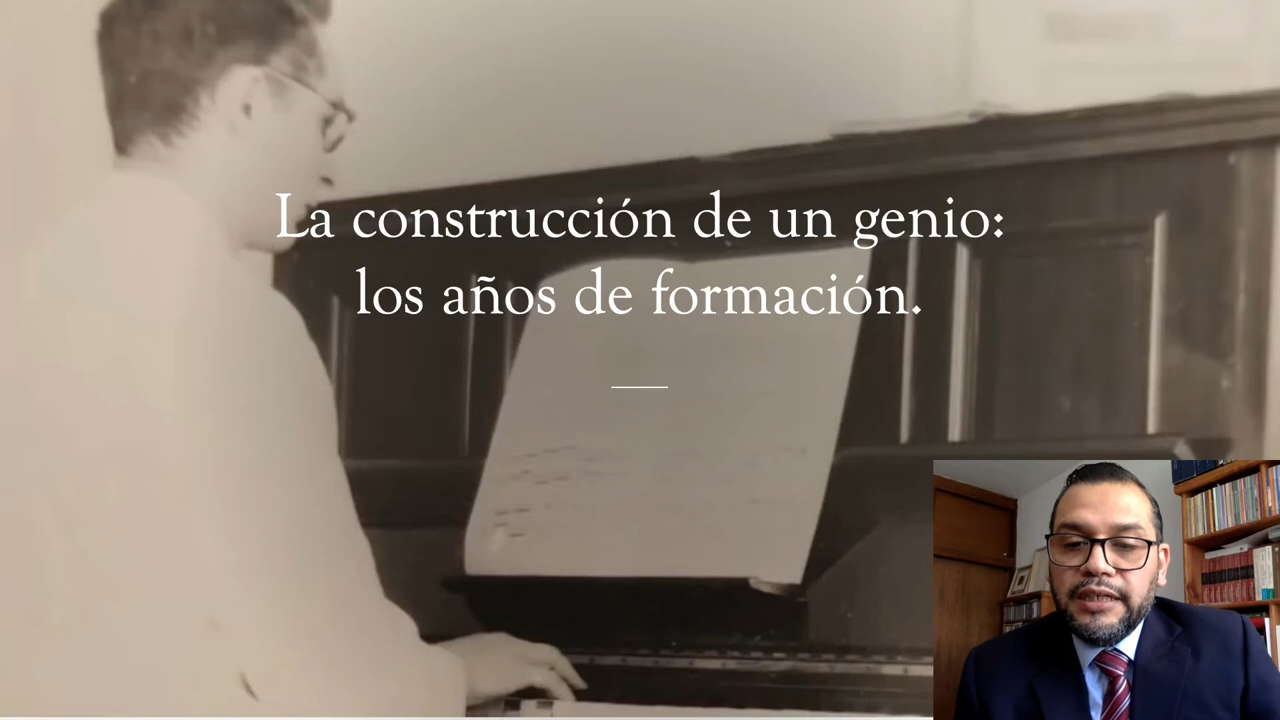 La construcción de un genio:
los años de formación.